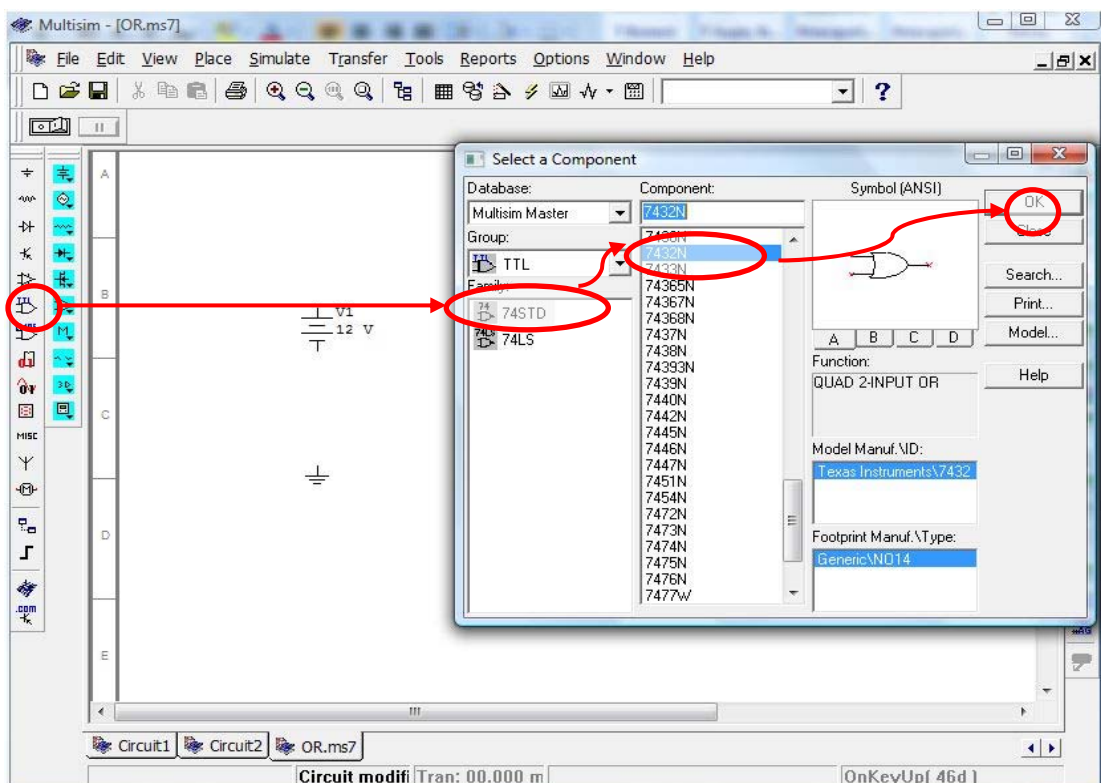 Multisim - [OR.ms7]
File Edit View Place Simulate Transfer Tools Reports Options Window Help
A
B
C
D
E
V1
12 V
MISC
.com
Select a Component
Database:
Multisim Master
Group:
TTL
Family:
74STD
74LS
Component:
7432N
7430N
7432N
7433N
74365N
74367N
74368N
7437N
7438N
74393N
7439N
7440N
7442N
7445N
7446N
7447N
7451N
7454N
7472N
7473N
7474N
7475N
7476N
7477W
Symbol (ANSI)
A B C D
Function:
QUAD 2-INPUT OR
Model Manuf.\ID:
Texas Instruments\7432
Footprint Manuf.\Type:
Generic\NO14
OK
Close
Search...
Print...
Model...
Help
Circuit1 Circuit2 OR.ms7
Circuit modifi Tran: 00.000 m OnKeyUp( 46d )